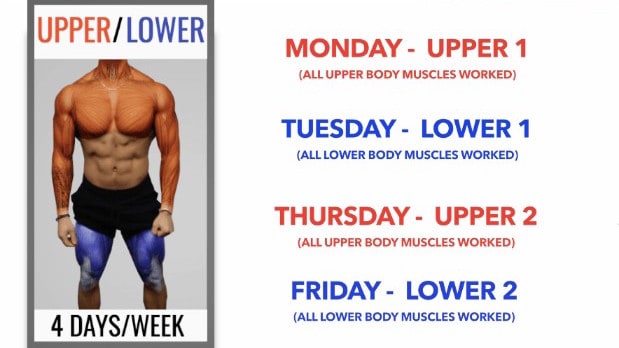 UPPER/LOWER
4 DAYS/WEEK
MONDAY - UPPER 1
(ALL UPPER BODY MUSCLES WORKED)
TUESDAY - LOWER 1
(ALL LOWER BODY MUSCLES WORKED)
THURSDAY - UPPER 2
(ALL UPPER BODY MUSCLES WORKED)
FRIDAY - LOWER 2
(ALL LOWER BODY MUSCLES WORKED)